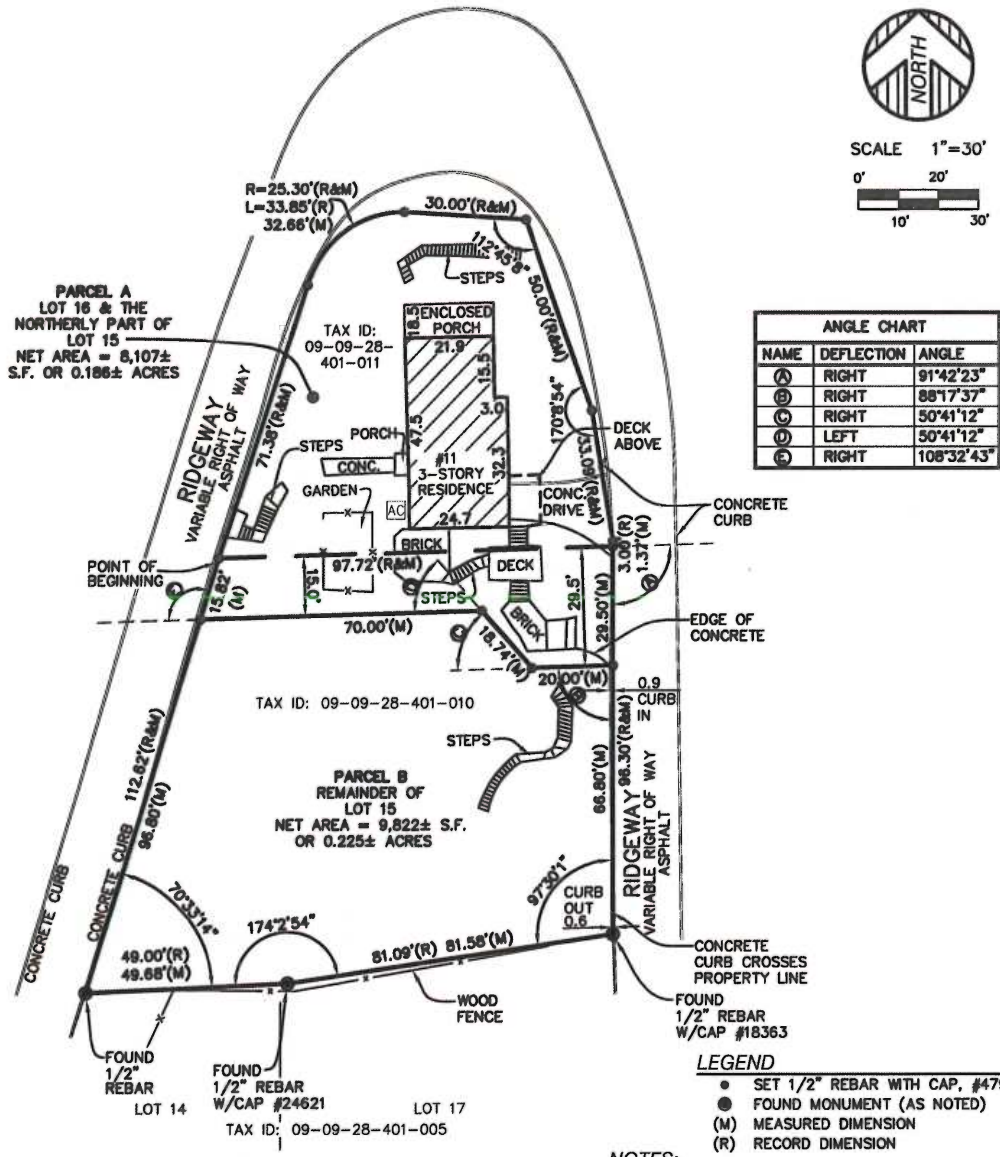 NORTH
SCALE 1"=30'
0' 20'
10' 30'
R=25.30'(R&M)
L=33.85'(R)
32.66'(M)
30.00'(R&M)
112°45'8"
50.00'(R&M)
STEPS
PARCEL A
LOT 16 & THE
NORTHERLY PART OF
LOT 15
NET AREA = 8,107±
S.F. OR 0.186± ACRES
TAX ID:
09-09-28-
401-011
18.5
ENCLOSED
PORCH
21.9
15.5
3.0
47.5
32.3
#11
3-STORY
RESIDENCE
24.7
170°8'54"
33.09'(R&M)
DECK
ABOVE
ANGLE CHART
NAME DEFLECTION ANGLE
A RIGHT 91°42'23"
B RIGHT 88°17'37"
C RIGHT 50°41'12"
D LEFT 50°41'12"
E RIGHT 108°32'43"
RIDGEWAY
VARIABLE RIGHT OF WAY
ASPHALT
71.38'(R&M)
STEPS
PORCH
CONC.
GARDEN
AC
CONC.
DRIVE
CONCRETE
CURB
3.00'(R)
1.37'(M)
BRICK
DECK
97.72'(R&M)
POINT OF
BEGINNING
15.82'
(M)
15.0'
STEPS
29.5'
29.50'(M)
BRICK
EDGE OF
CONCRETE
70.00'(M)
18.74'(M)
20.00'(M)
0.9
CURB
IN
TAX ID: 09-09-28-401-010
STEPS
PARCEL B
REMAINDER OF
LOT 15
NET AREA = 9,822± S.F.
OR 0.225± ACRES
66.80'(M)
96.30'(R&M)
RIDGEWAY
VARIABLE RIGHT OF WAY
ASPHALT
112.62'(R&M)
96.80'(M)
CONCRETE CURB
CONCRETE CURB
70°33'14"
174°2'54"
97°30'1"
CURB
OUT
0.6
49.00'(R)
49.68'(M)
81.09'(R) 81.58'(M)
WOOD
FENCE
CONCRETE
CURB CROSSES
PROPERTY LINE
FOUND
1/2" REBAR
W/CAP #18363
FOUND
1/2"
REBAR
FOUND
1/2" REBAR
W/CAP #24621
LOT 14
LOT 17
TAX ID: 09-09-28-401-005
LEGEND
SET 1/2" REBAR WITH CAP, #479
FOUND MONUMENT (AS NOTED)
(M) MEASURED DIMENSION
(R) RECORD DIMENSION
NOTES: